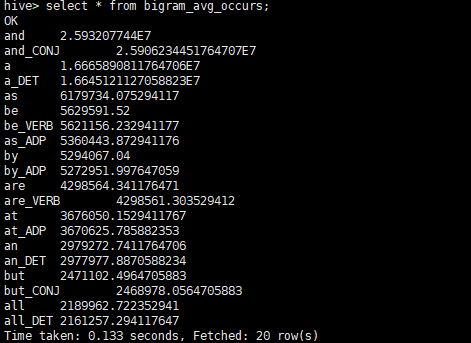 hive> select * from bigram_avg_occurs;
OK
and 2.593207744E7
and_CONJ 2.5906234451764707E7
a 1.6665890811764706E7
a_DET 1.6645121127058823E7
as 6179734.075294117
be 5629591.52
be_VERB 5621156.232941177
as_ADP 5360443.872941176
by 5294067.04
by_ADP 5272951.997647059
are 4298564.341176471
are_VERB 4298561.303529412
at 3676050.1529411767
at_ADP 3670625.785882353
an 2979272.7411764706
an_DET 2977977.8870588234
but 2471102.4964705883
but_CONJ 2468978.0564705883
all 2189962.722352941
all_DET 2161257.294117647
Time taken: 0.133 seconds, Fetched: 20 row(s)